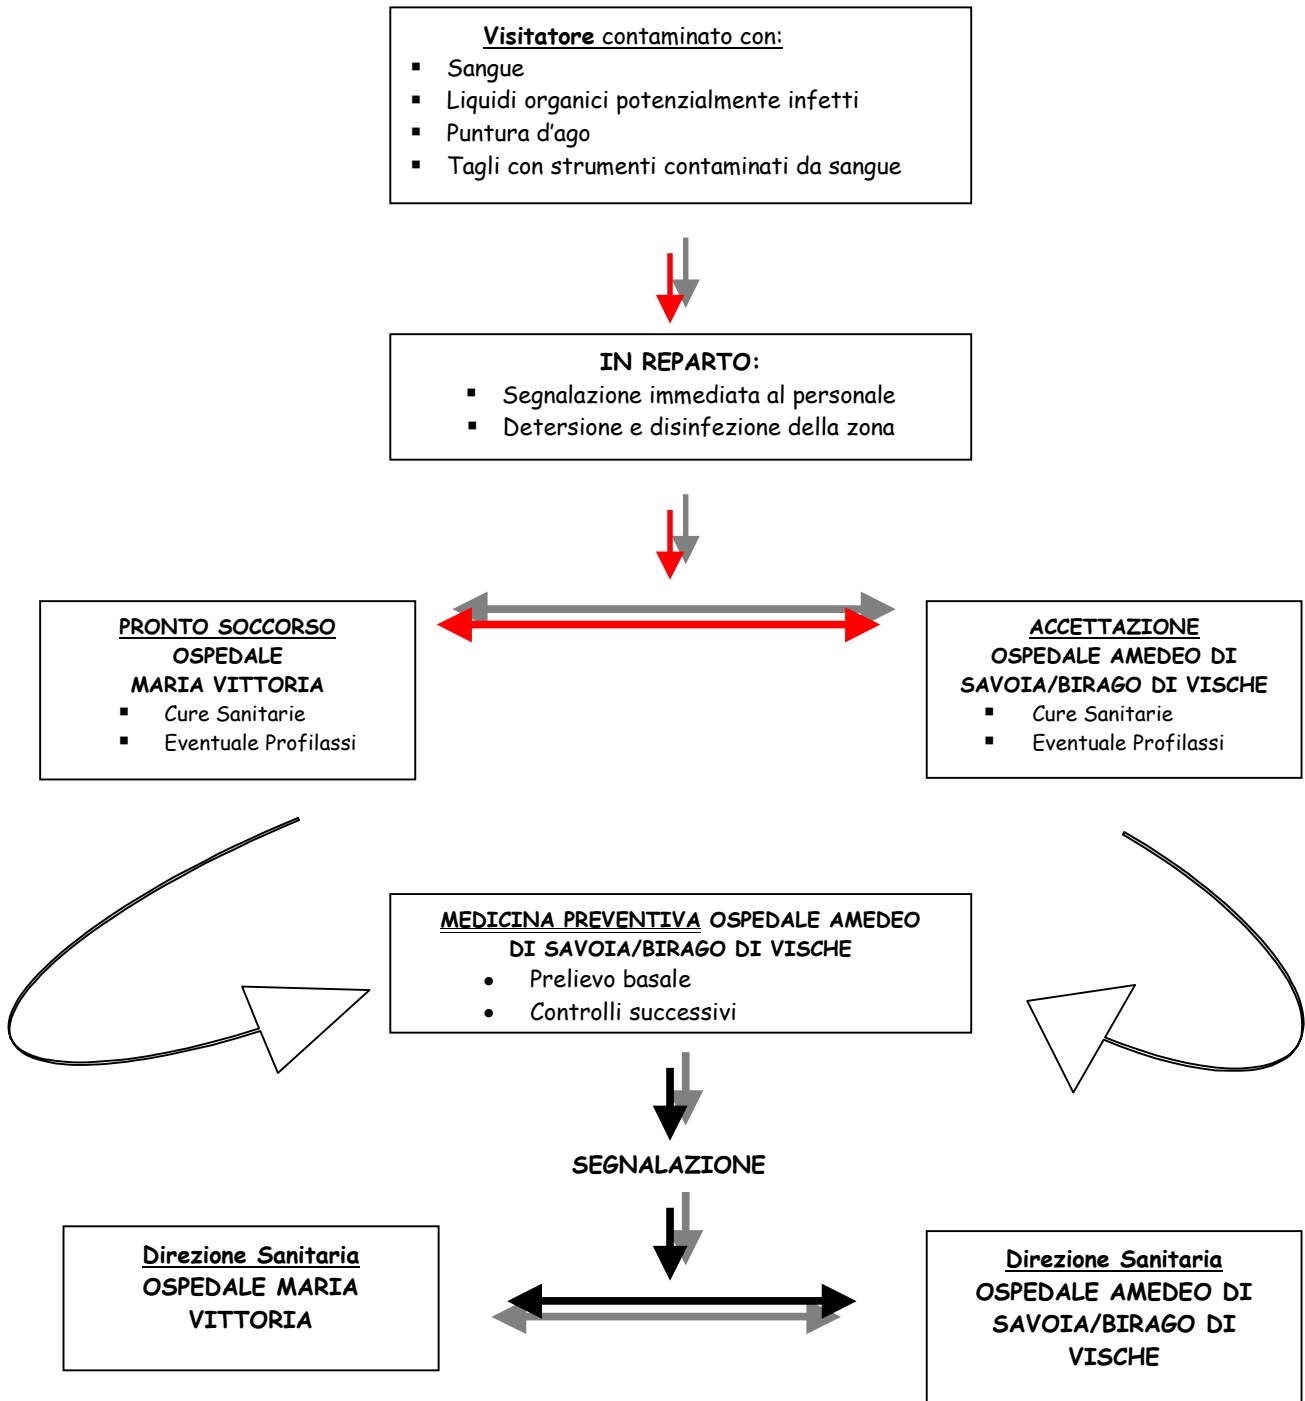 Visitatore contaminato con:
▪ Sangue
▪ Liquidi organici potenzialmente infetti
▪ Puntura d'ago
▪ Tagli con strumenti contaminati da sangue
IN REPARTO:
▪ Segnalazione immediata al personale
▪ Detersione e disinfezione della zona
PRONTO SOCCORSO
OSPEDALE
MARIA VITTORIA
▪ Cure Sanitarie
▪ Eventuale Profilassi
ACCETTAZIONE
OSPEDALE AMEDEO DI
SAVOIA/BIRAGO DI VISCHE
▪ Cure Sanitarie
▪ Eventuale Profilassi
MEDICINA PREVENTIVA OSPEDALE AMEDEO
DI SAVOIA/BIRAGO DI VISCHE
• Prelievo basale
• Controlli successivi
SEGNALAZIONE
Direzione Sanitaria
OSPEDALE MARIA
VITTORIA
Direzione Sanitaria
OSPEDALE AMEDEO DI
SAVOIA/BIRAGO DI
VISCHE